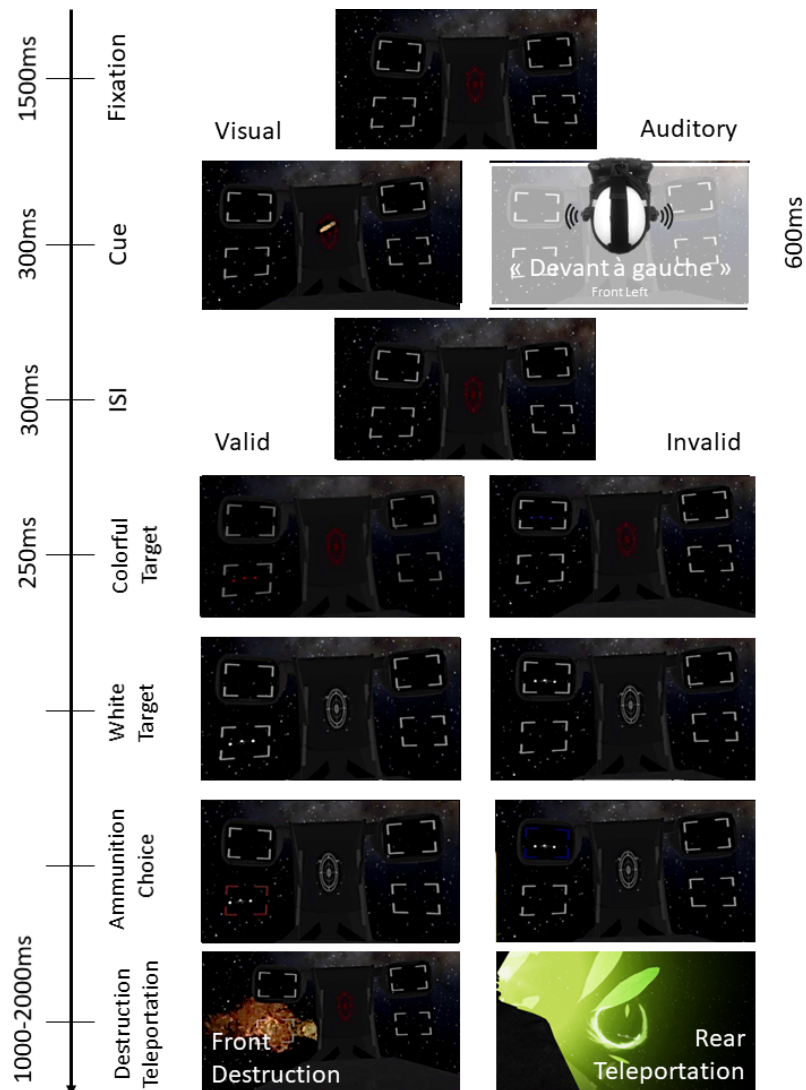 1500ms
Fixation
Visual
Auditory
300ms
Cue
« Devant à gauche »
Front Left
600ms
300ms
ISI
Valid
Invalid
250ms
Colorful
Target
White
Target
Ammunition
Choice
1000-2000ms
Destruction
Teleportation
Front
Destruction
Rear
Teleportation